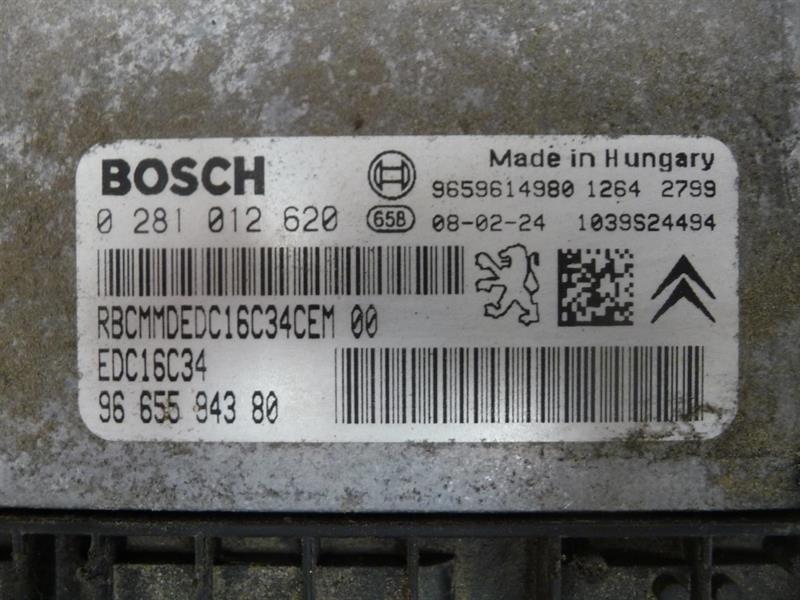 BOSCH
Made in Hungary
9659614980 1264 2799
0 281 012 620 65B 08-02-24 1039S24494
RBCMMDEDC16C34CEM 00
EDC16C34
96 655 843 80